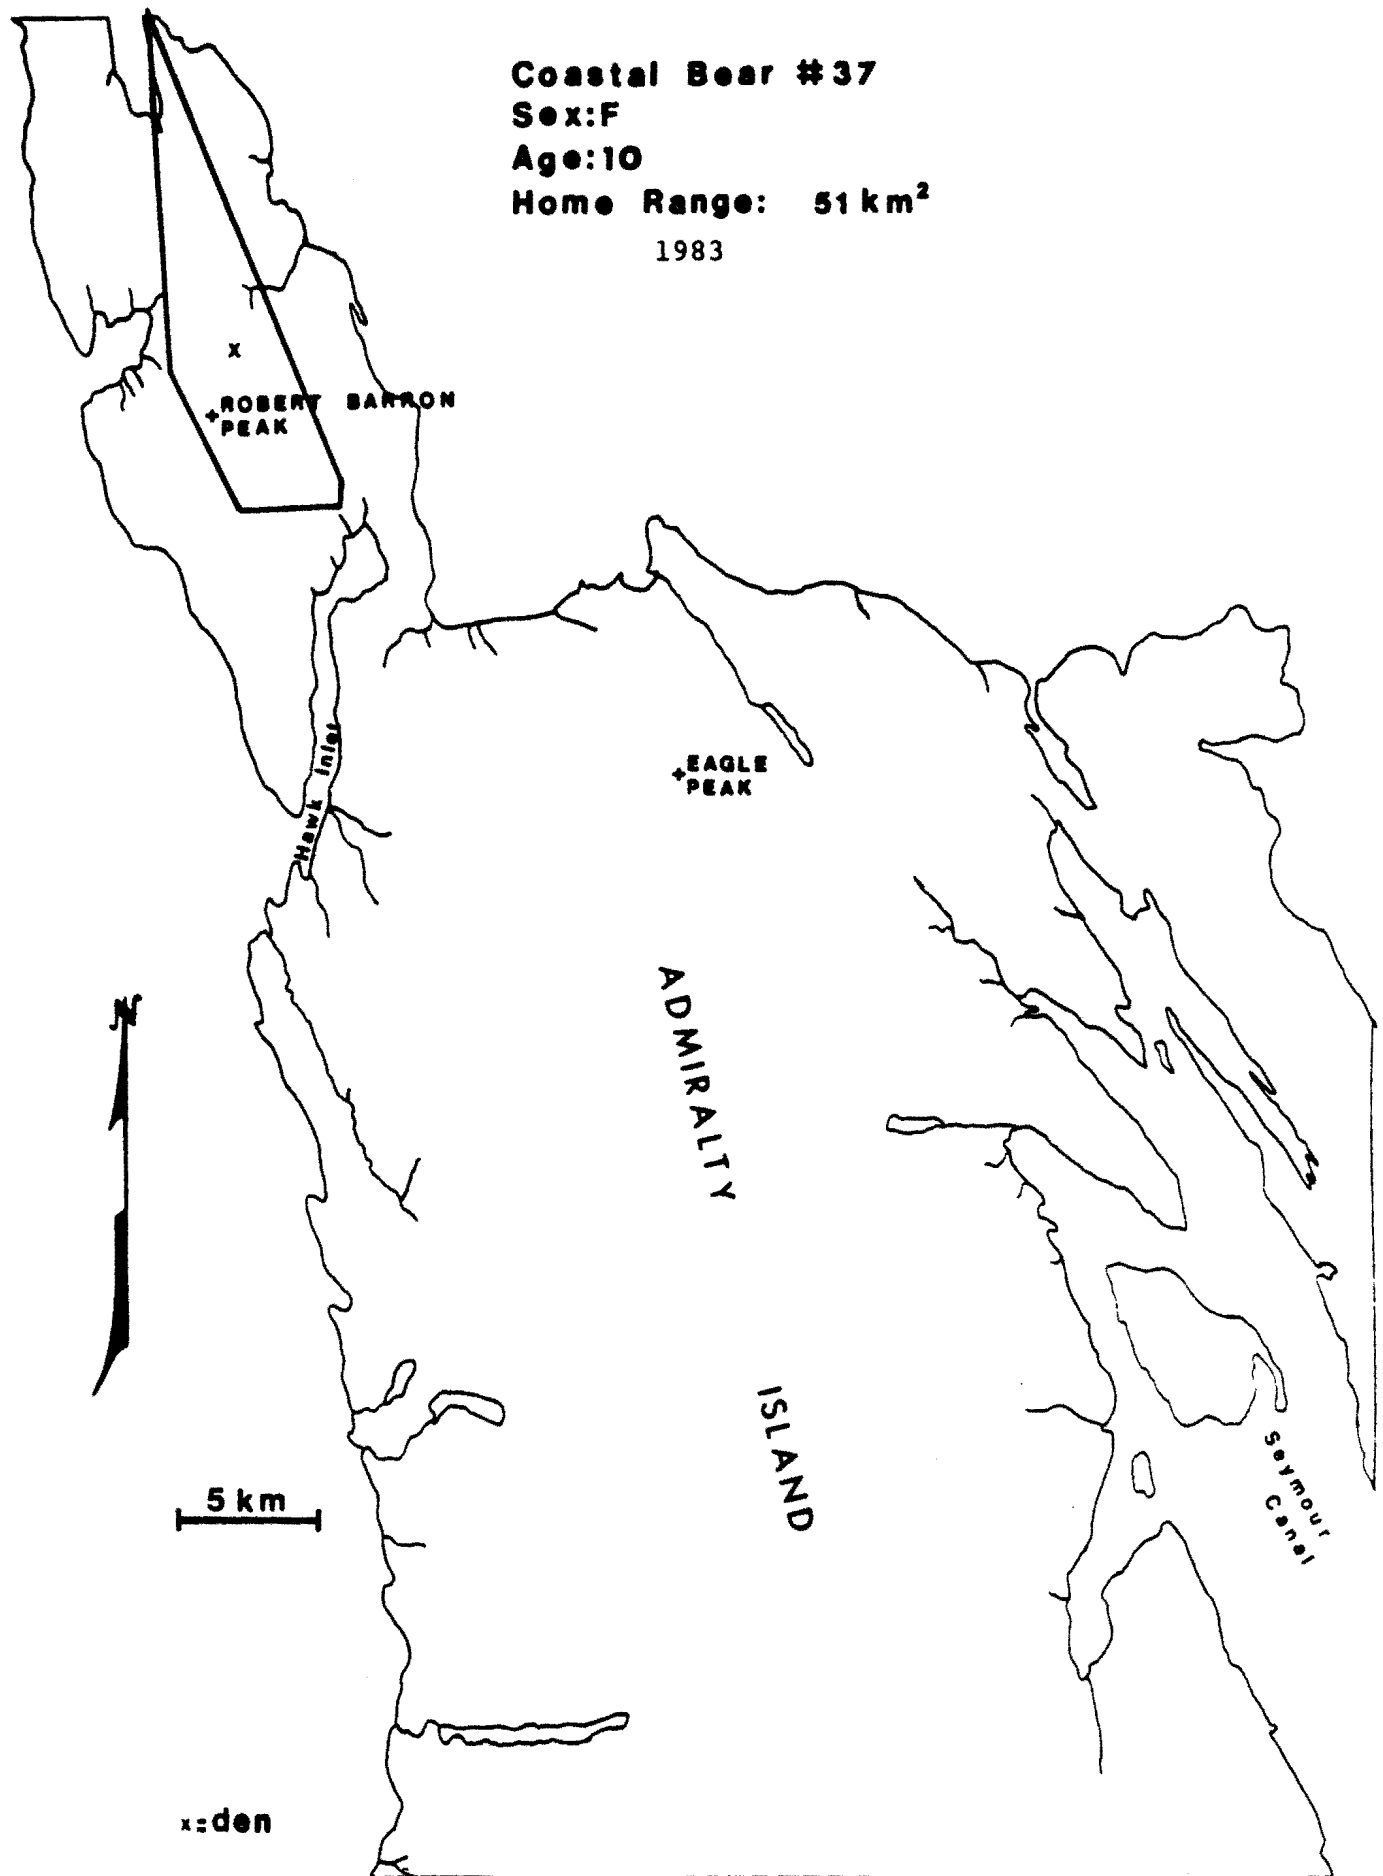 Coastal Bear #37
Sex:F
Age:10
Home Range: 51 km²
1983
x
+ROBERT BARRON
PEAK
+EAGLE
PEAK
Hawk Inlet
N
ADMIRALTY
ISLAND
Seymour
Canal
5 km
x=den